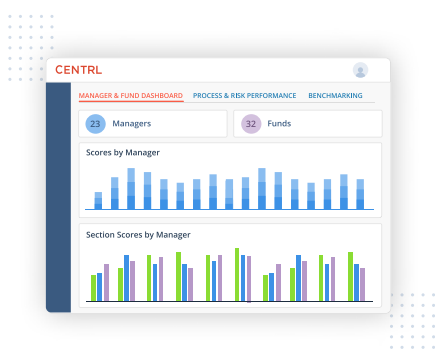 CENTRL
MANAGER & FUND DASHBOARD PROCESS & RISK PERFORMANCE BENCHMARKING
23 Managers 32 Funds
Scores by Manager
Section Scores by Manager